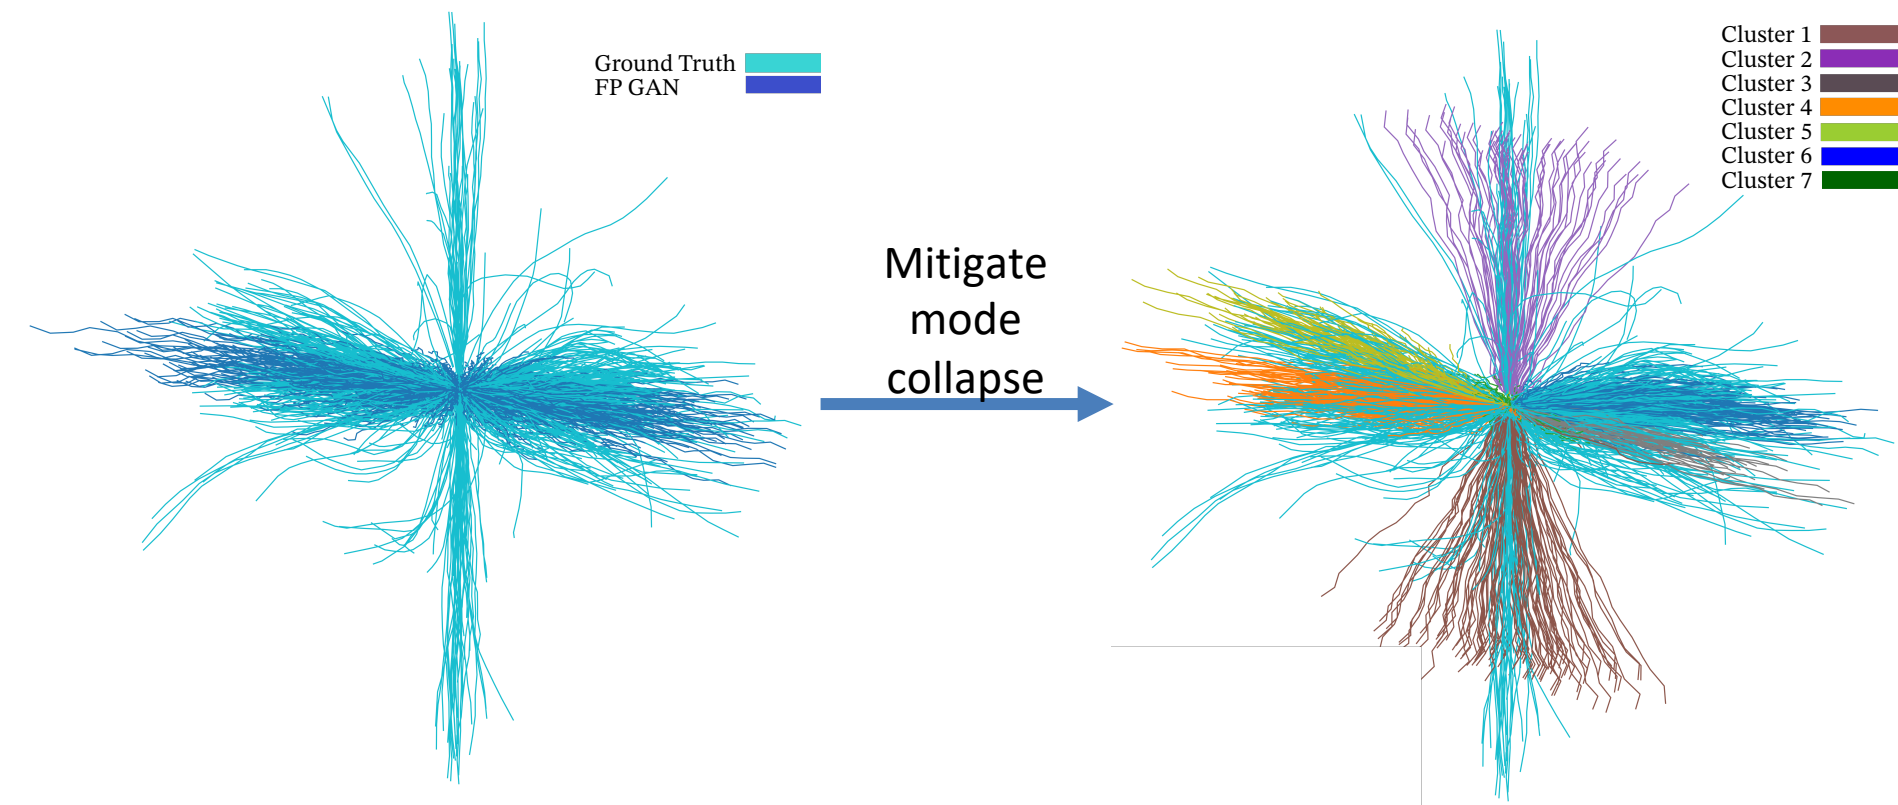 Ground Truth
FP GAN
Mitigate
mode
collapse
Cluster 1
Cluster 2
Cluster 3
Cluster 4
Cluster 5
Cluster 6
Cluster 7